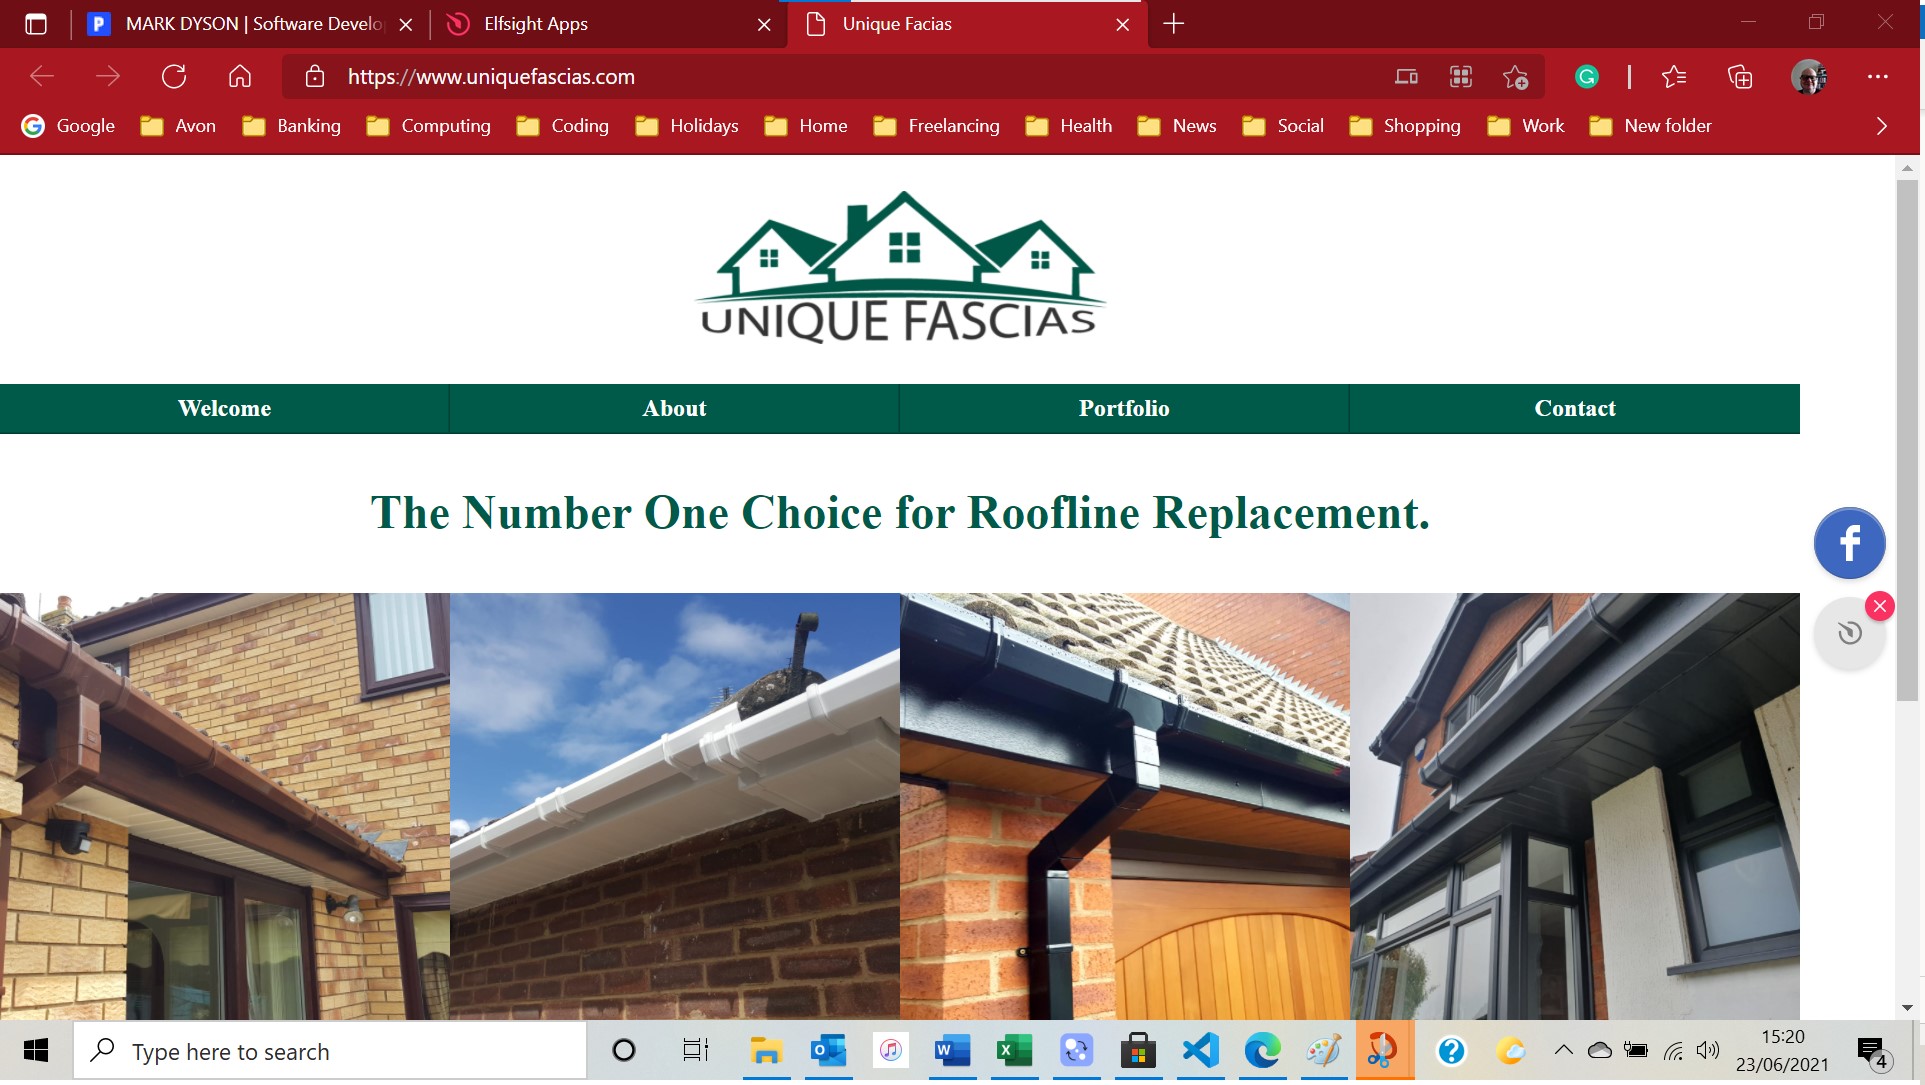 MARK DYSON | Software Develo
Elfsight Apps
Unique Facias
https://www.uniquefascias.com
Google
Avon
Banking
Computing
Coding
Holidays
Home
Freelancing
Health
News
Social
Shopping
Work
New folder
UNIQUE FASCIAS
Welcome
About
Portfolio
Contact
The Number One Choice for Roofline Replacement.
Type here to search
15:20
23/06/2021
4